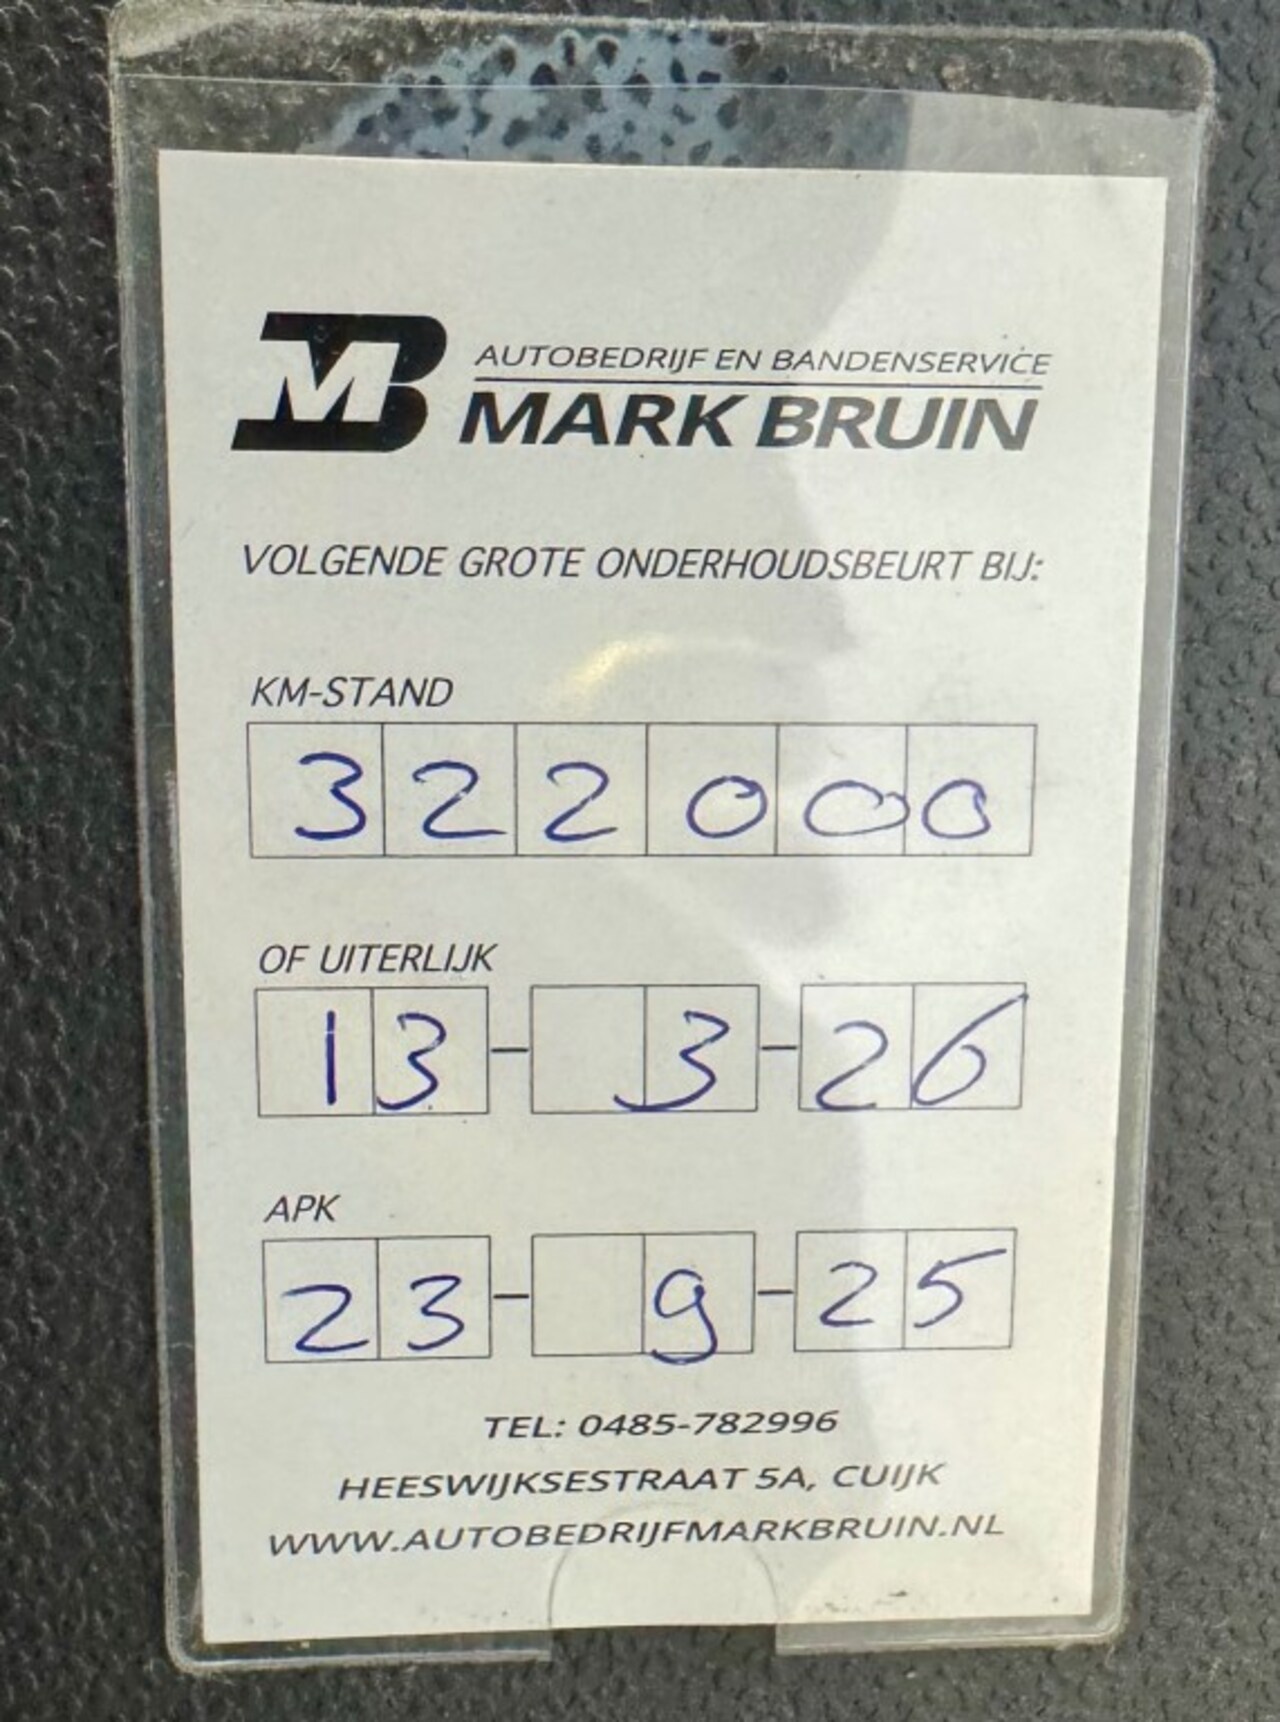 MB
AUTOBEDRIJF EN BANDENSERVICE
MARK BRUIN
VOLGENDE GROTE ONDERHOUDSBEURT BIJ:
KM-STAND
322000
OF UITERLIJK
13-3-26
APK
23-9-25
TEL: 0485-782996
HEESWIJKSESTRAAT 5A, CUIJK
WWW.AUTOBEDRIJFMARKBRUIN.NL